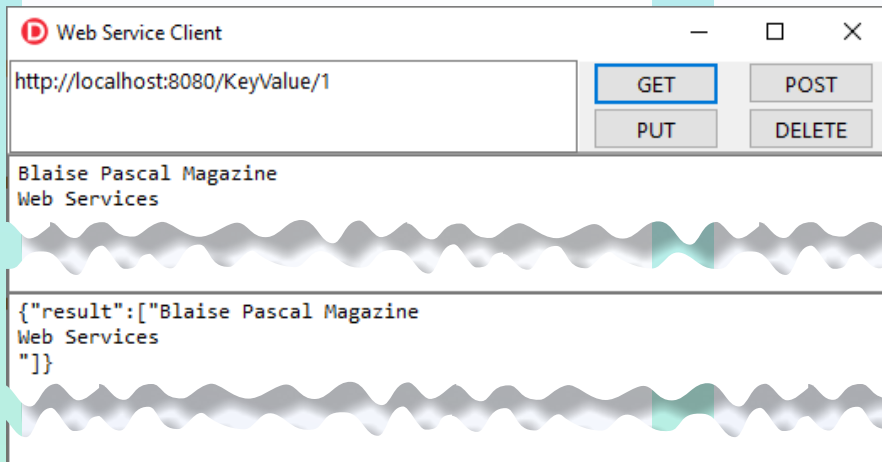 Web Service Client
http://localhost:8080/KeyValue/1
GET
POST
PUT
DELETE
Blaise Pascal Magazine
Web Services
{"result":["Blaise Pascal Magazine
Web Services
"]}